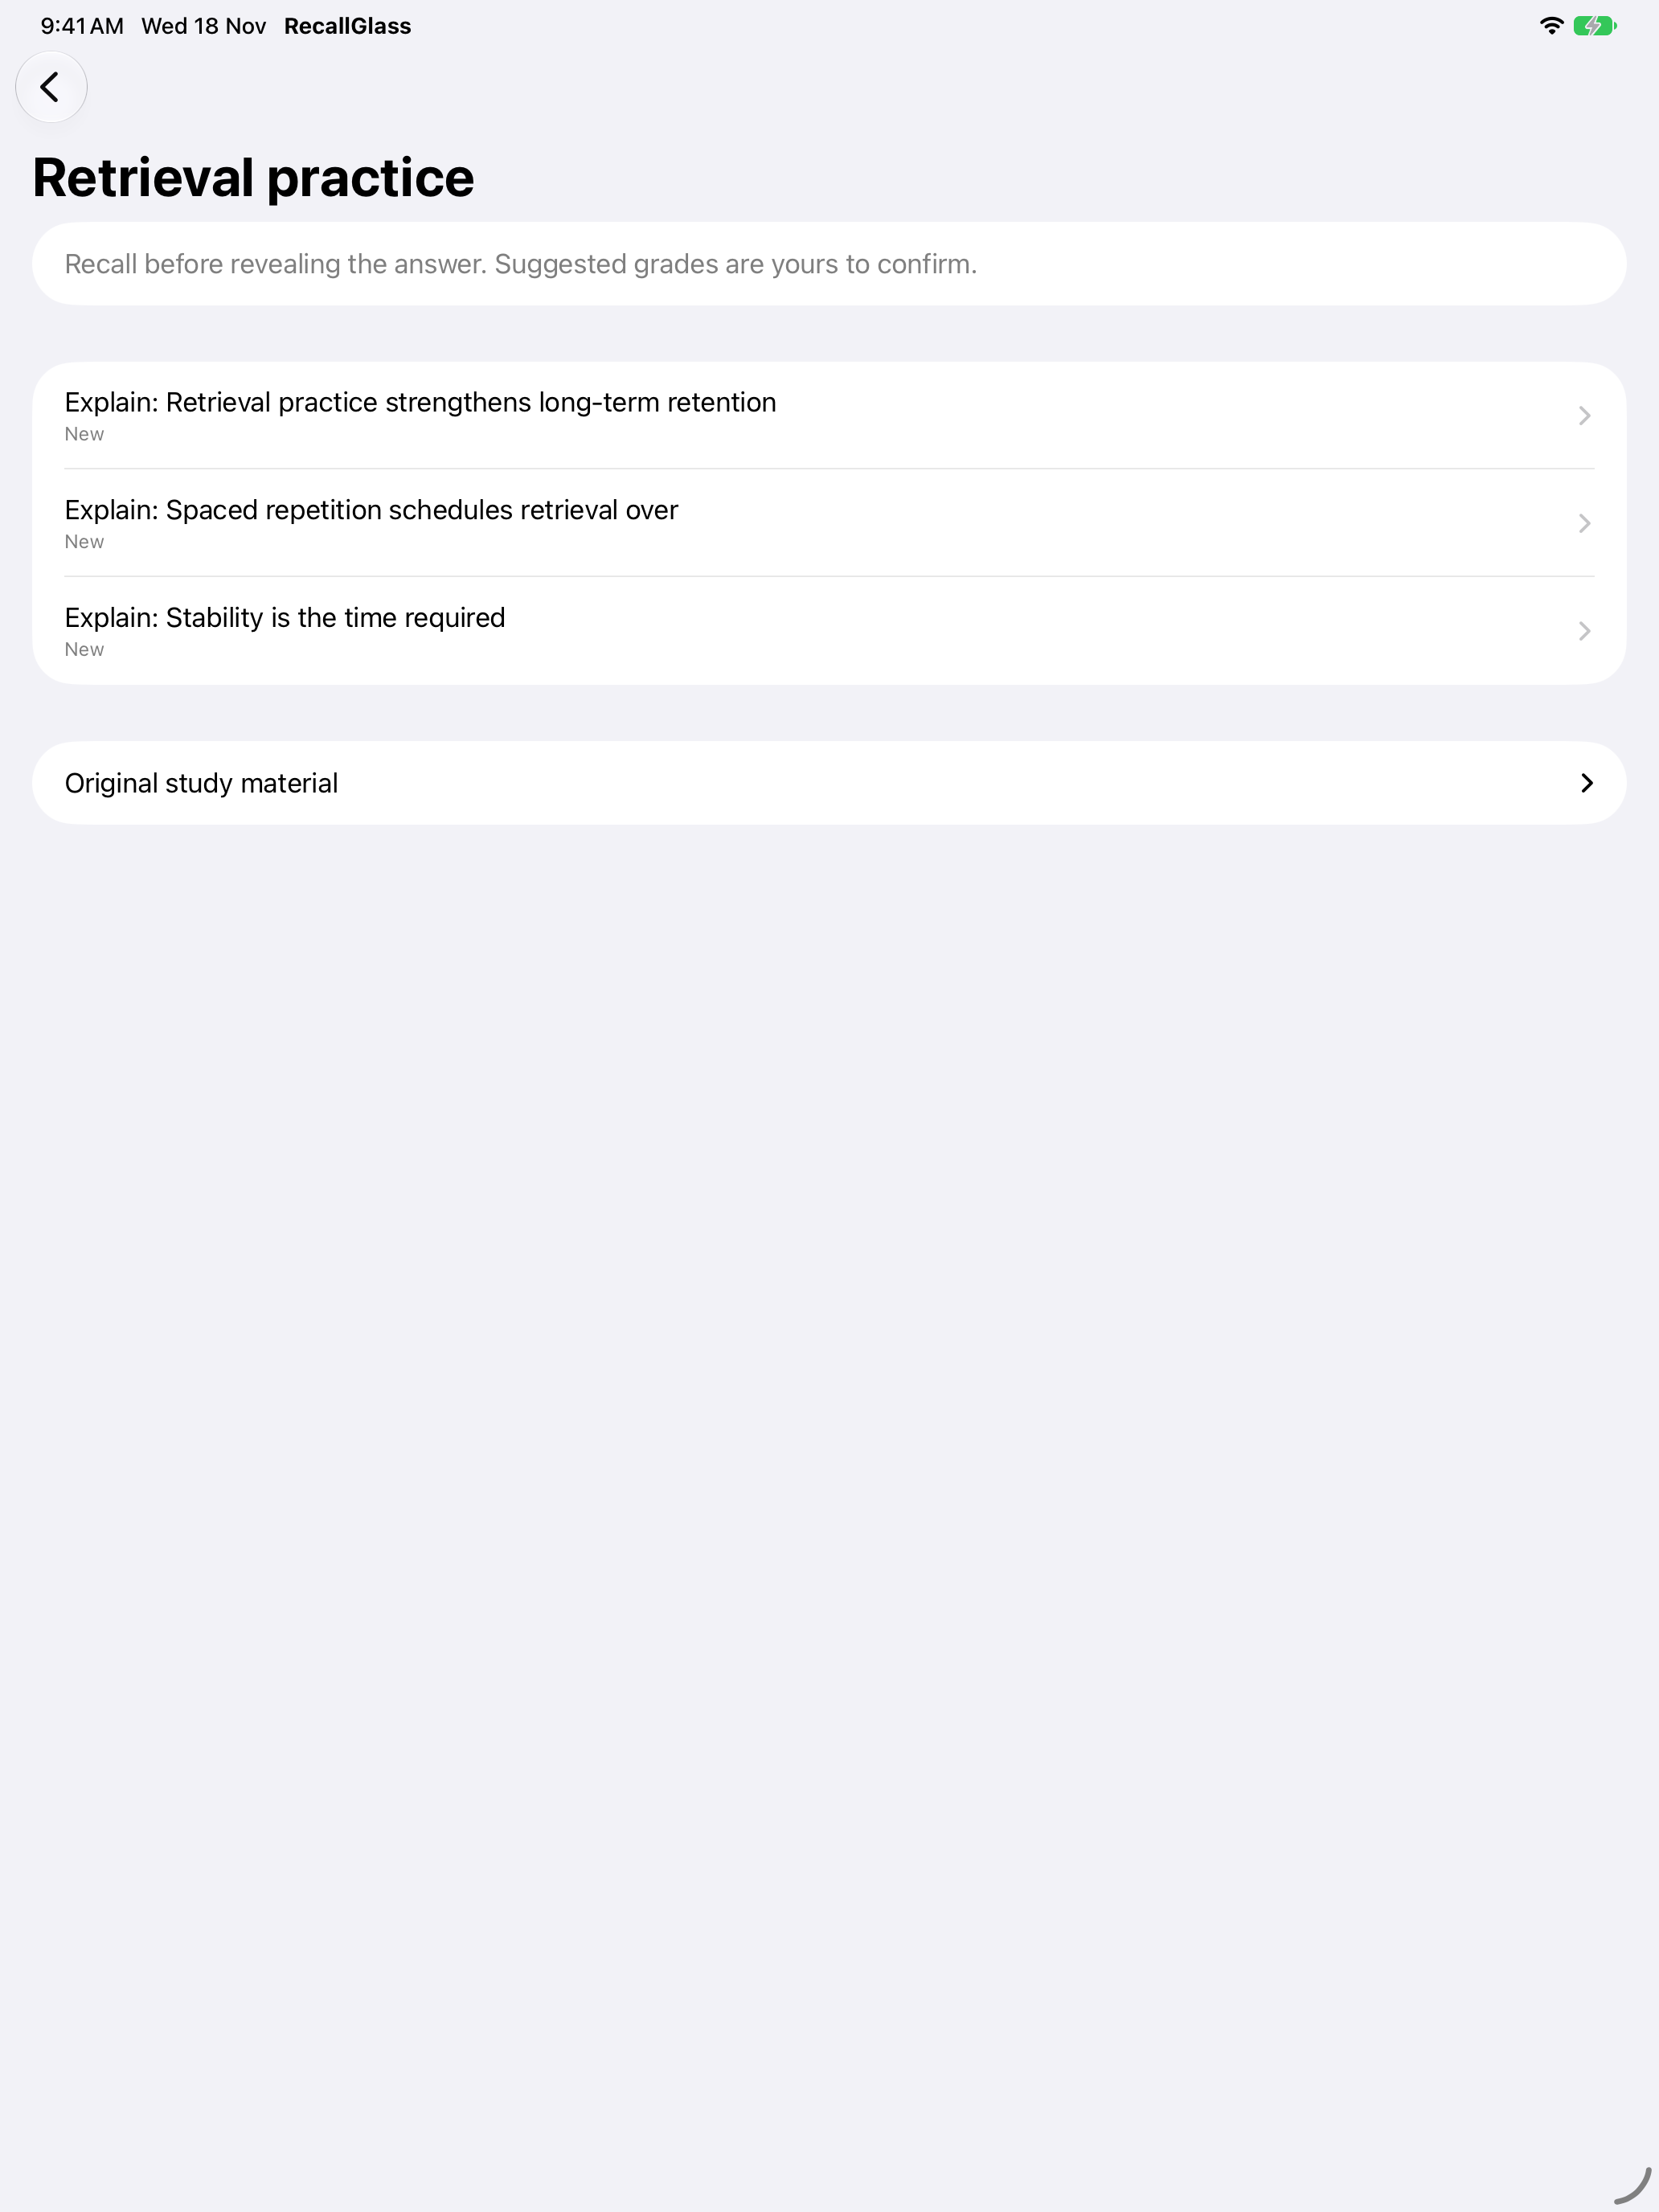 9:41 AM Wed 18 Nov RecallGlass
Retrieval practice
Recall before revealing the answer. Suggested grades are yours to confirm.
Explain: Retrieval practice strengthens long-term retention
New
Explain: Spaced repetition schedules retrieval over
New
Explain: Stability is the time required
New
Original study material